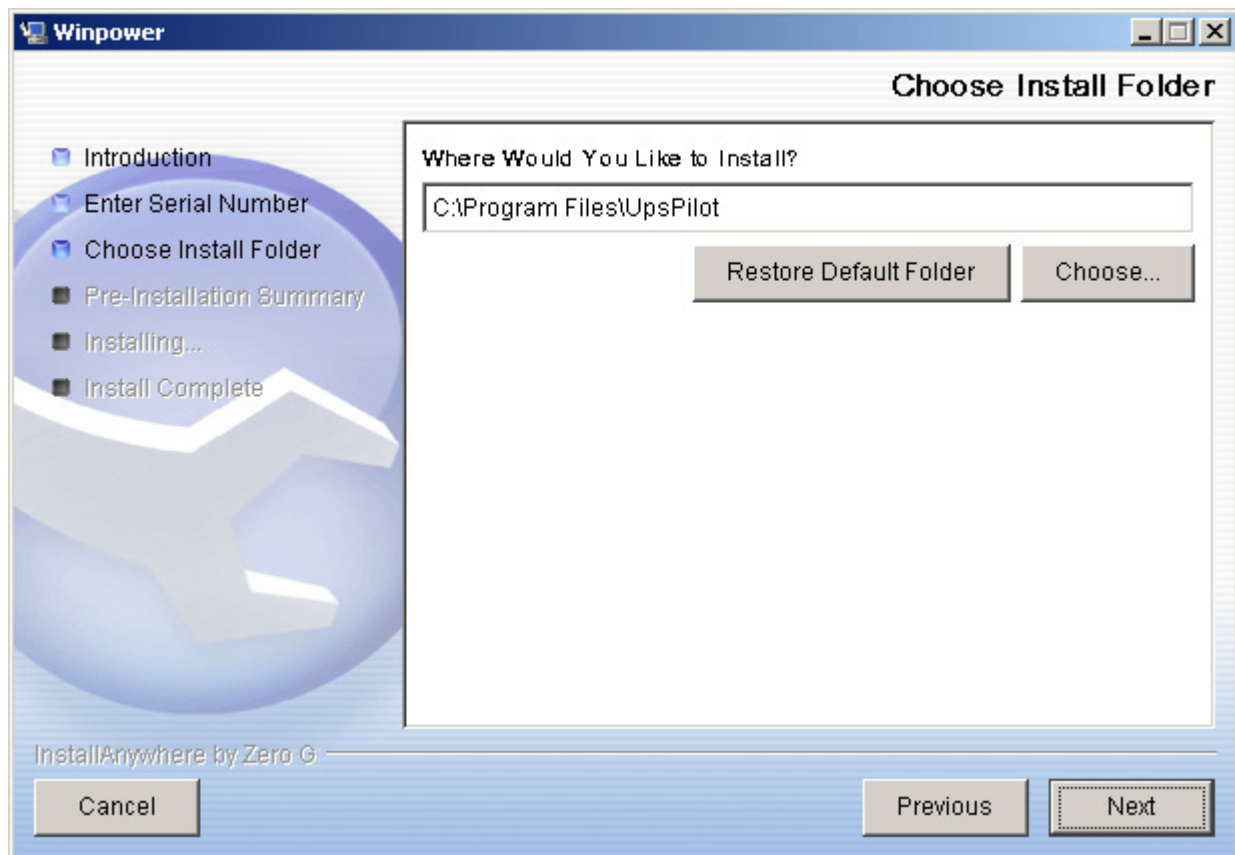 Winpower
Choose Install Folder
Introduction
Enter Serial Number
Choose Install Folder
Pre-Installation Summary
Installing...
Install Complete
Where Would You Like to Install?
C:\Program Files\UpsPilot
Restore Default Folder
Choose...
InstallAnywhere by Zero G
Cancel
Previous
Next